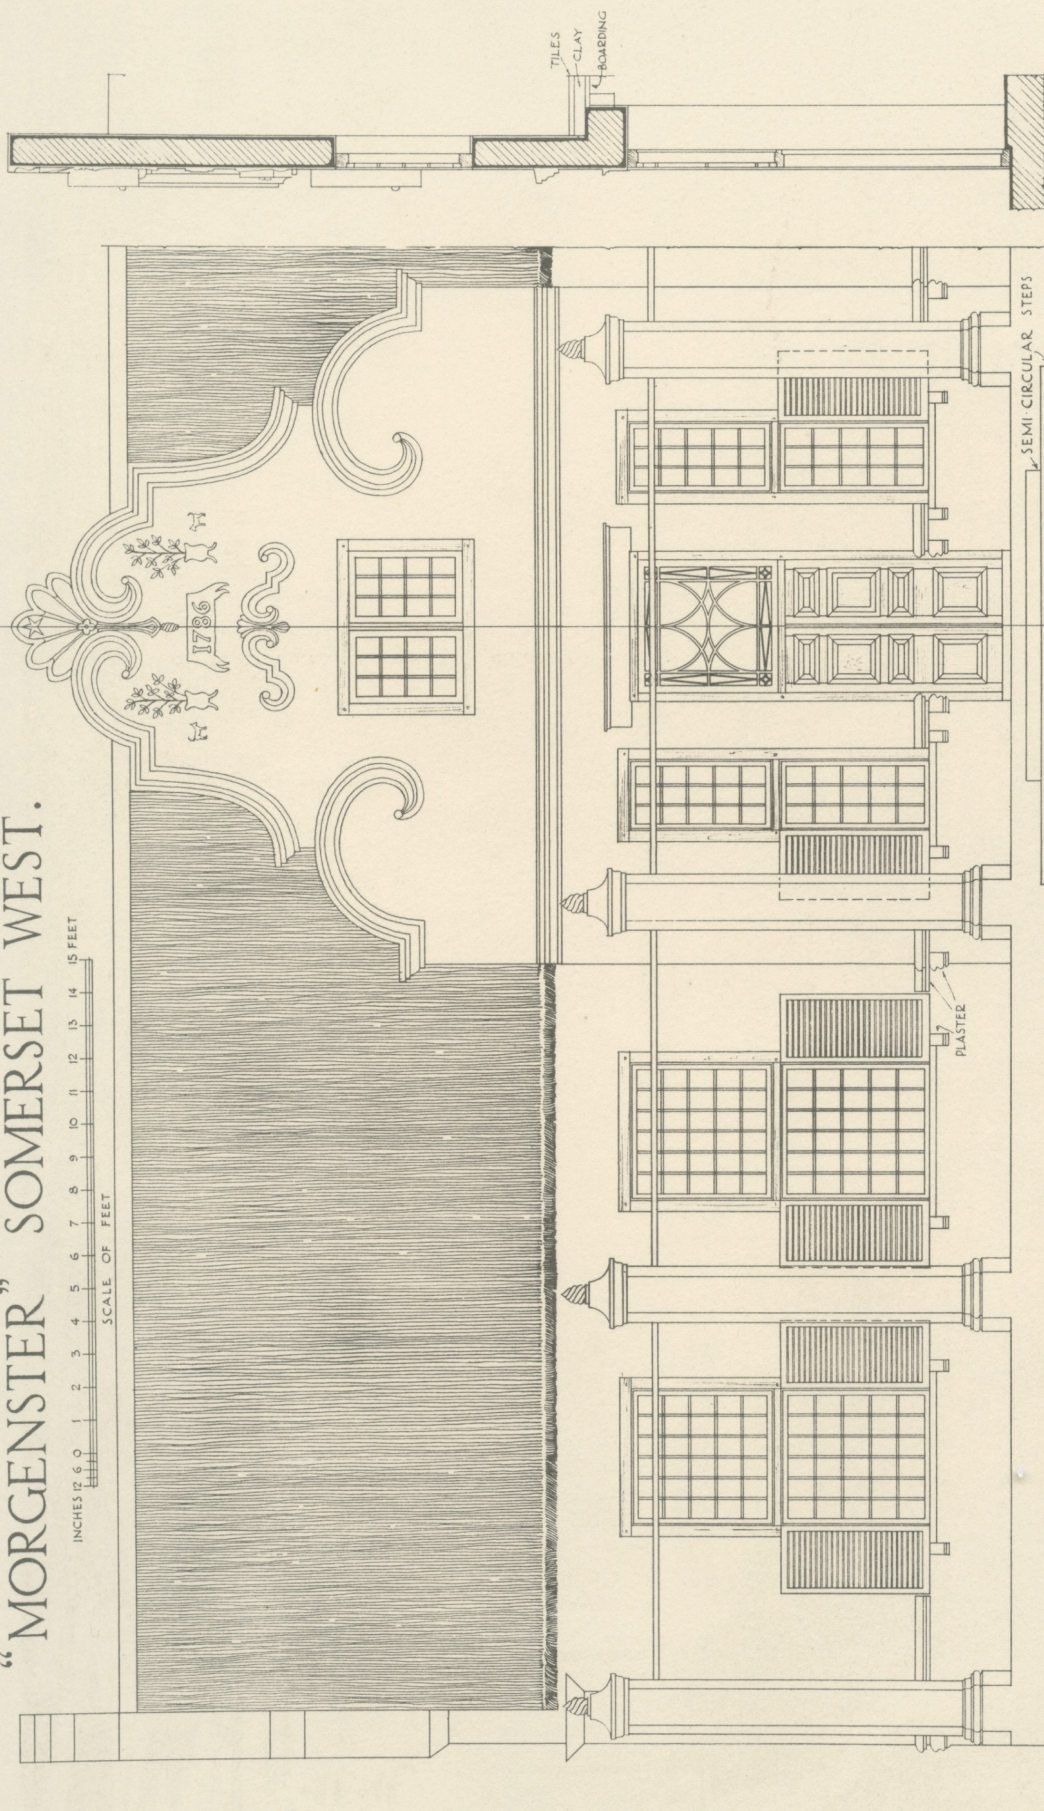 “MORGENSTER” SOMERSET WEST.
INCHES 12 6 0 1 2 3 4 5 6 7 8 9 10 11 12 13 14 15 FEET
SCALE OF FEET
1786
TILES
CLAY
BOARDING
PLASTER
SEMI-CIRCULAR STEPS